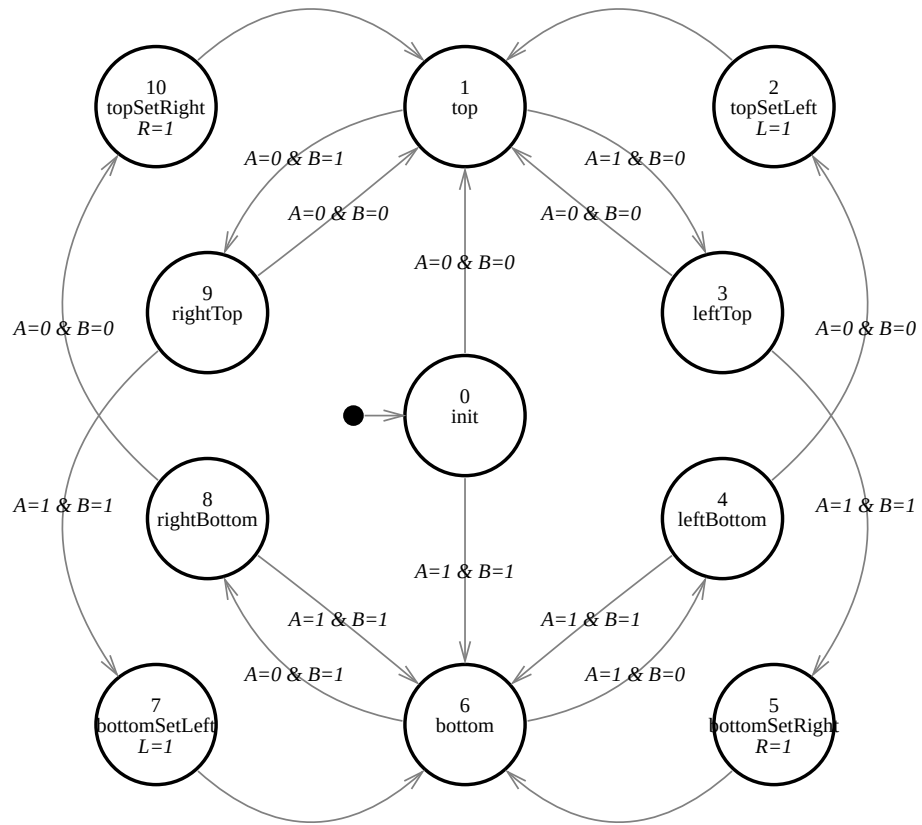 10
topSetRight
R=1
1
top
2
topSetLeft
L=1
A=0 & B=1
A=1 & B=0
A=0 & B=0
A=0 & B=0
A=0 & B=0
9
rightTop
3
leftTop
A=0 & B=0
A=0 & B=0
0
init
8
rightBottom
4
leftBottom
A=1 & B=1
A=1 & B=1
A=1 & B=1
A=1 & B=1
A=1 & B=1
A=0 & B=1
A=1 & B=0
7
bottomSetLeft
L=1
6
bottom
5
bottomSetRight
R=1